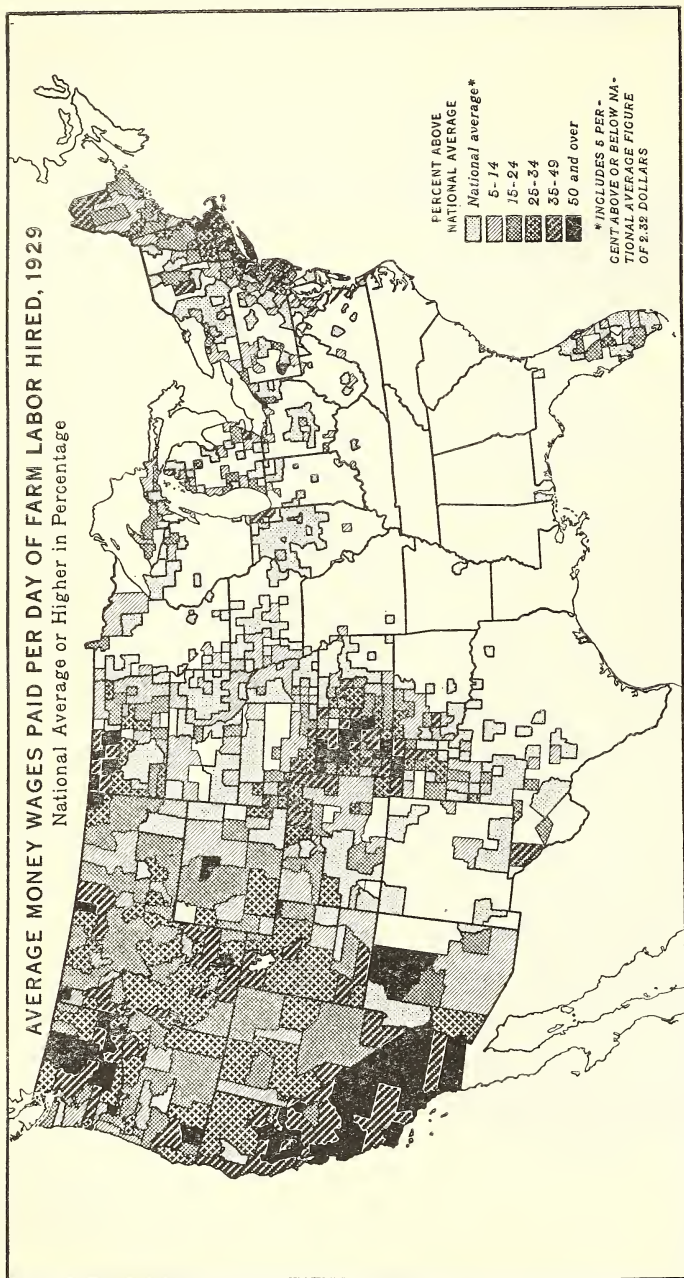 AVERAGE MONEY WAGES PAID PER DAY OF FARM LABOR HIRED, 1929
National Average or Higher in Percentage
PERCENT ABOVE
NATIONAL AVERAGE
National average*
5-14
15-24
25-34
35-49
50 and over
* INCLUDES 5 PER-
CENT ABOVE OR BELOW NA-
TIONAL AVERAGE FIGURE
OF 2.32 DOLLARS